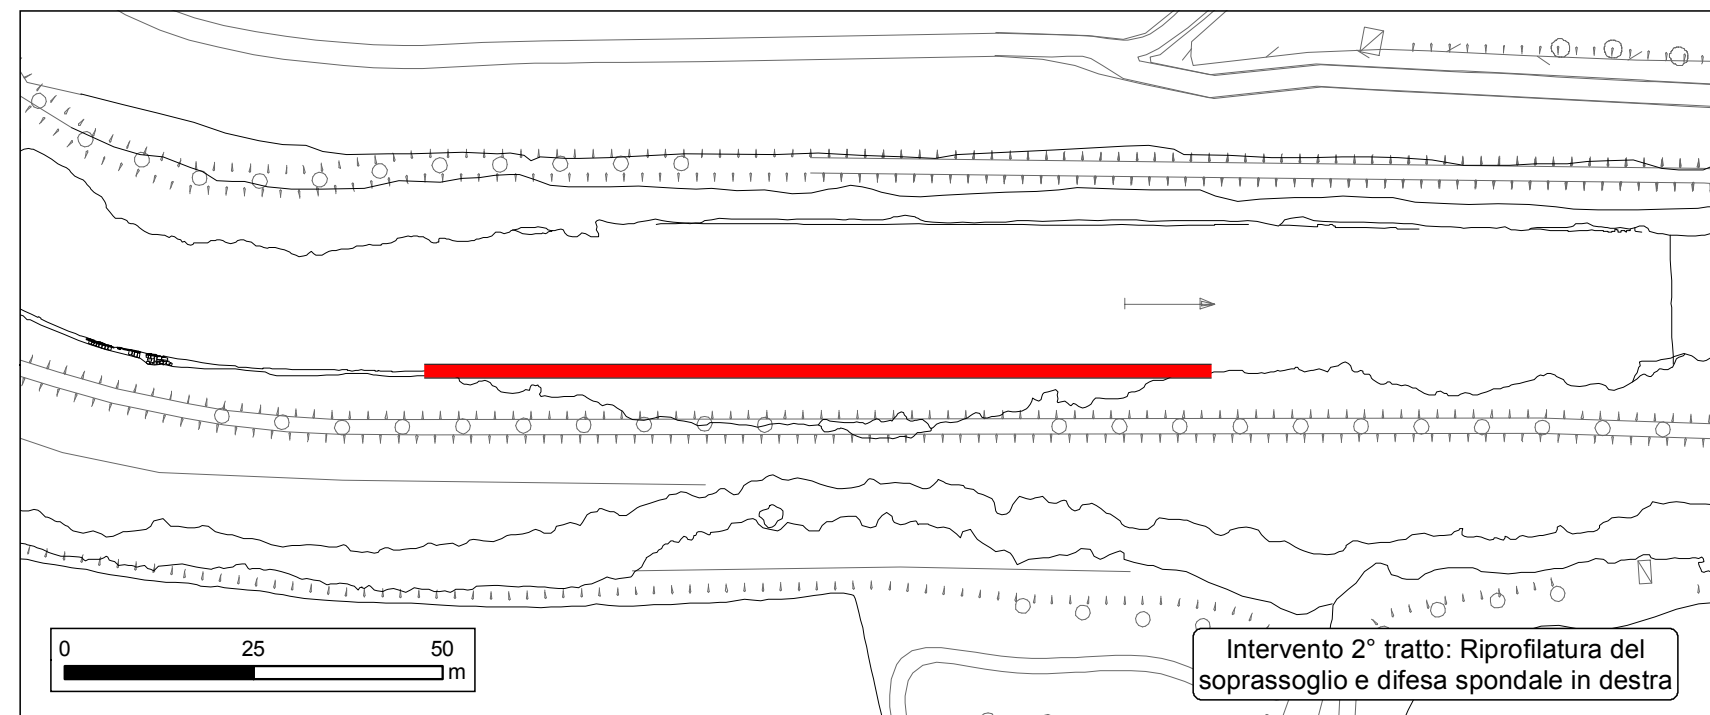 0 25 50
m
Intervento 2° tratto: Riprofilatura del
soprassoglio e difesa spondale in destra